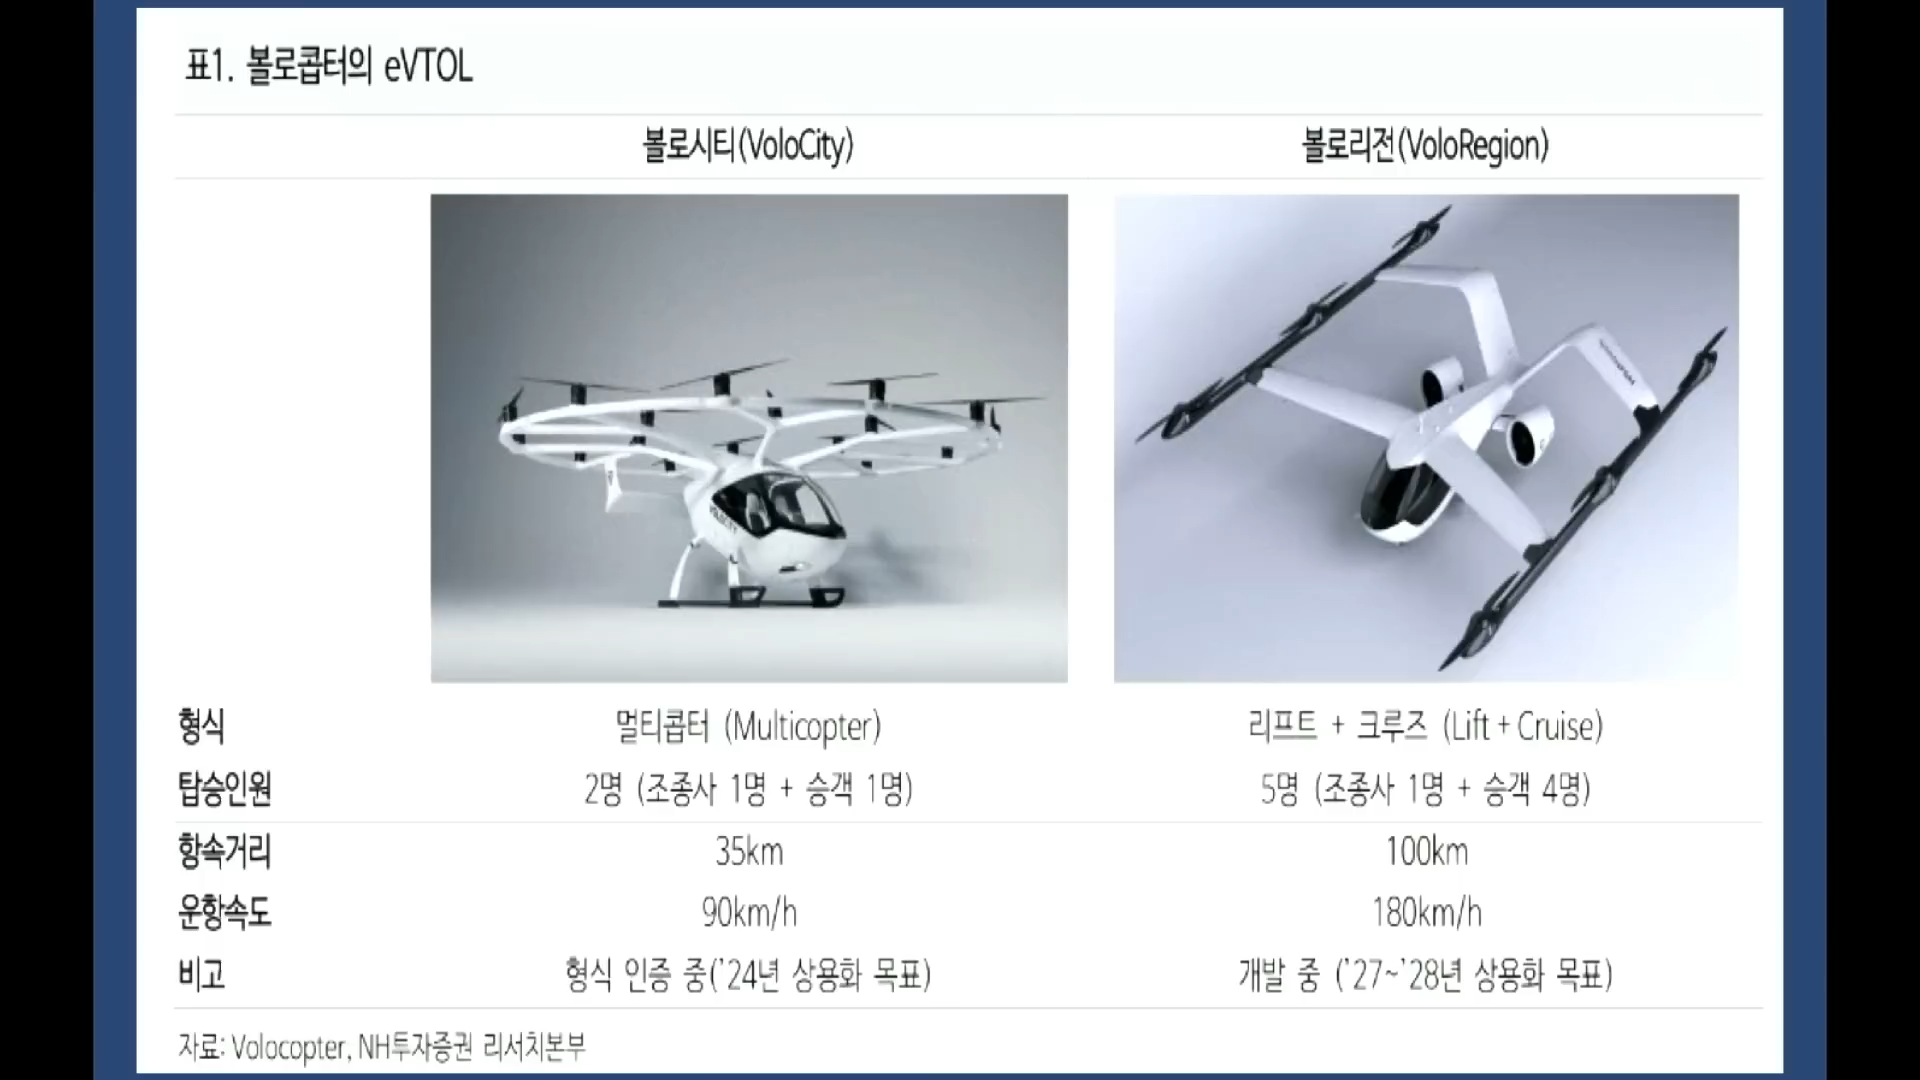 표1. 볼로콥터의 eVTOL
볼로시티(VoloCity) 볼로리전(VoloRegion)
VOLOCITY
형식 멀티콥터 (Multicopter) 리프트 + 크루즈 (Lift + Cruise)
탑승인원 2명 (조종사 1명 + 승객 1명) 5명 (조종사 1명 + 승객 4명)
항속거리 35km 100km
운항속도 90km/h 180km/h
비고 형식 인증 중('24년 상용화 목표) 개발 중 ('27~'28년 상용화 목표)
자료: Volocopter, NH투자증권 리서치본부